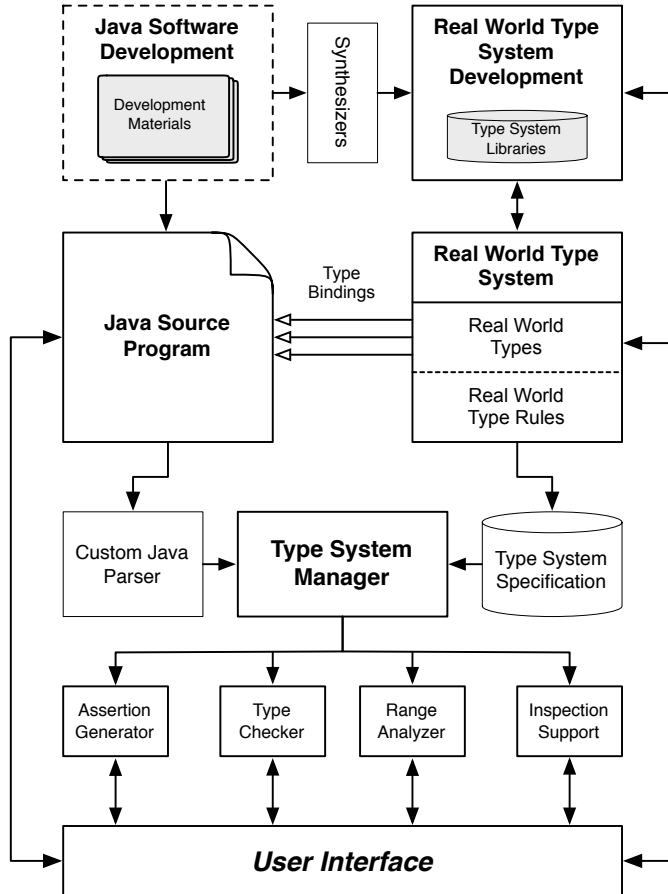 Java Software
Development
Development
Materials
Synthesizers
Real World Type
System
Development
Type System
Libraries
Java Source
Program
Type
Bindings
Real World Type
System
Real World
Types
Real World
Type Rules
Custom Java
Parser
Type System
Manager
Type System
Specification
Assertion
Generator
Type
Checker
Range
Analyzer
Inspection
Support
User Interface